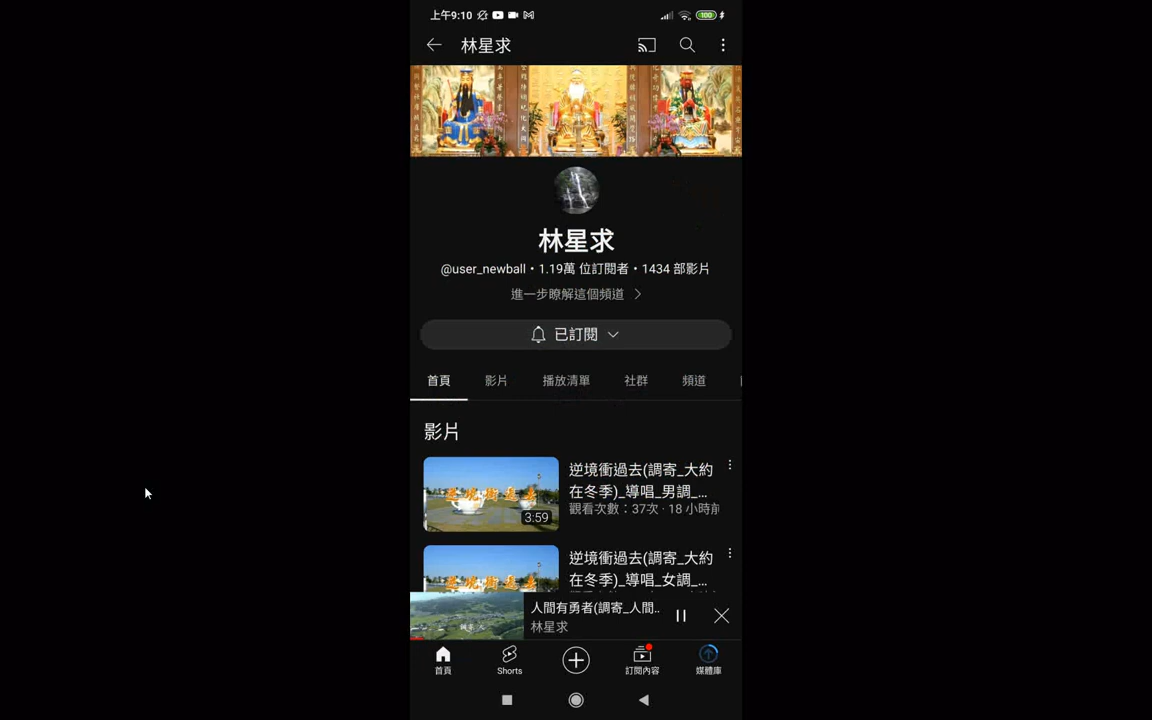 上午9:10
100
林星求
林星求
@user_newball・1.19萬 位訂閱者・1434 部影片
進一步瞭解這個頻道
已訂閱
首頁 影片 播放清單 社群 頻道
影片
逆境衝過去(調寄_大約
在冬季)_導唱_男調_...
觀看次數：37次 · 18 小時前
3:59
逆境衝過去(調寄_大約
在冬季)_導唱_女調_...
人間有勇者(調寄_人間..
林星求
首頁 Shorts 訂閱內容 媒體庫